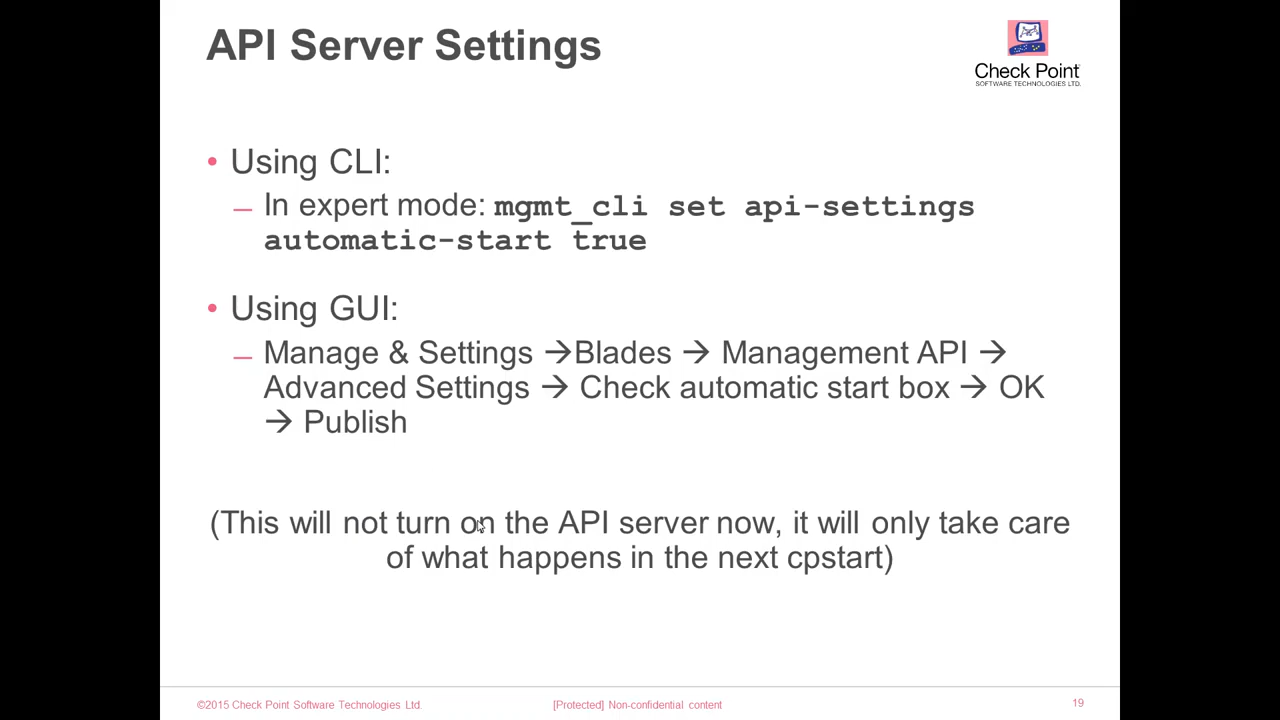 API Server Settings
Check Point
SOFTWARE TECHNOLOGIES LTD.
• Using CLI:
– In expert mode: mgmt_cli set api-settings
automatic-start true
• Using GUI:
– Manage & Settings →Blades → Management API →
Advanced Settings → Check automatic start box → OK
→ Publish
(This will not turn on the API server now, it will only take care
of what happens in the next cpstart)
©2015 Check Point Software Technologies Ltd.
[Protected] Non-confidential content
19